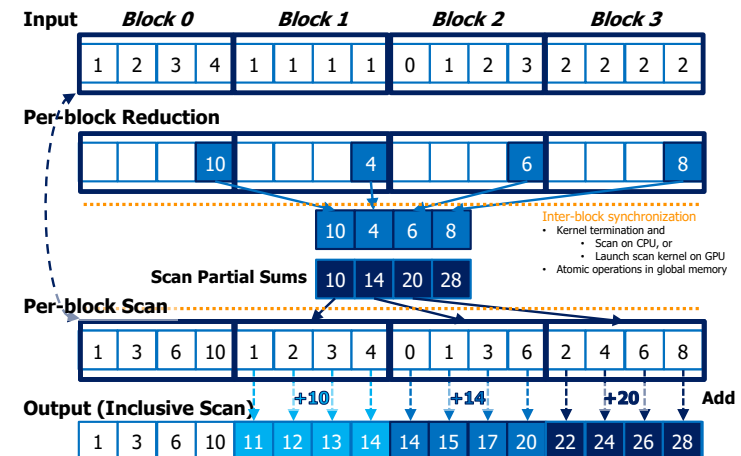 Input Block 0 Block 1 Block 2 Block 3
1 2 3 4 1 1 1 1 0 1 2 3 2 2 2 2
Per-block Reduction
10 4 6 8
Inter-block synchronization
10 4 6 8
• Kernel termination and
• Scan on CPU, or
• Launch scan kernel on GPU
• Atomic operations in global memory
Scan Partial Sums 10 14 20 28
Per-block Scan
1 3 6 10 1 2 3 4 0 1 3 6 2 4 6 8
+10 +14 +20 Add
Output (Inclusive Scan)
1 3 6 10 11 12 13 14 14 15 17 20 22 24 26 28